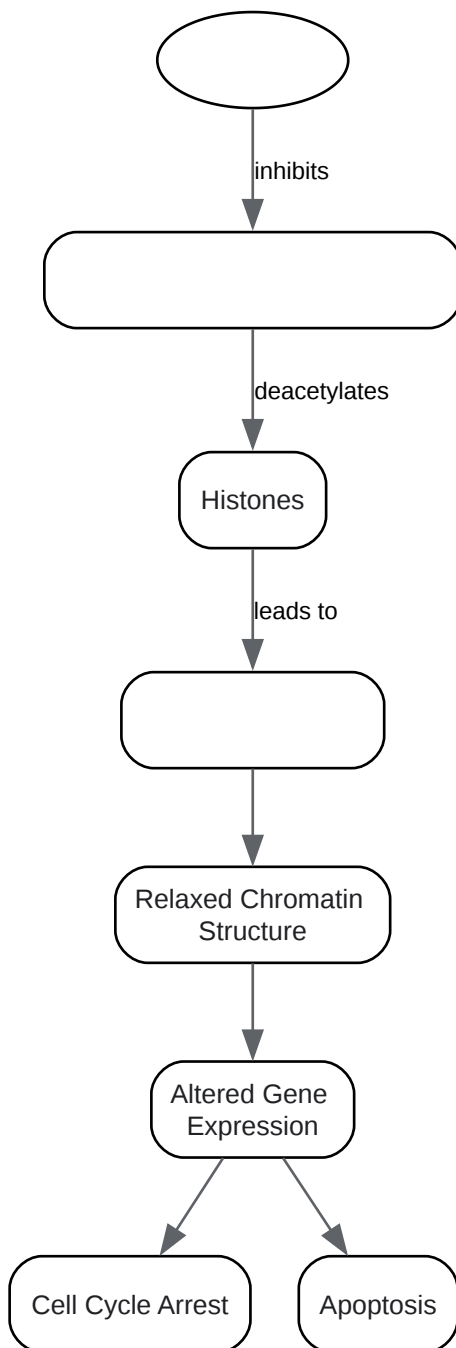 inhibits
deacetylates
Histones
leads to
Relaxed Chromatin
Structure
Altered Gene
Expression
Cell Cycle Arrest
Apoptosis